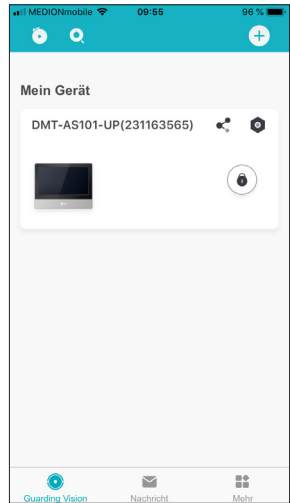 MEDIONmobile 09:55 96 %
Mein Gerät
DMT-AS101-UP(231163565)
Guarding Vision Nachricht Mehr